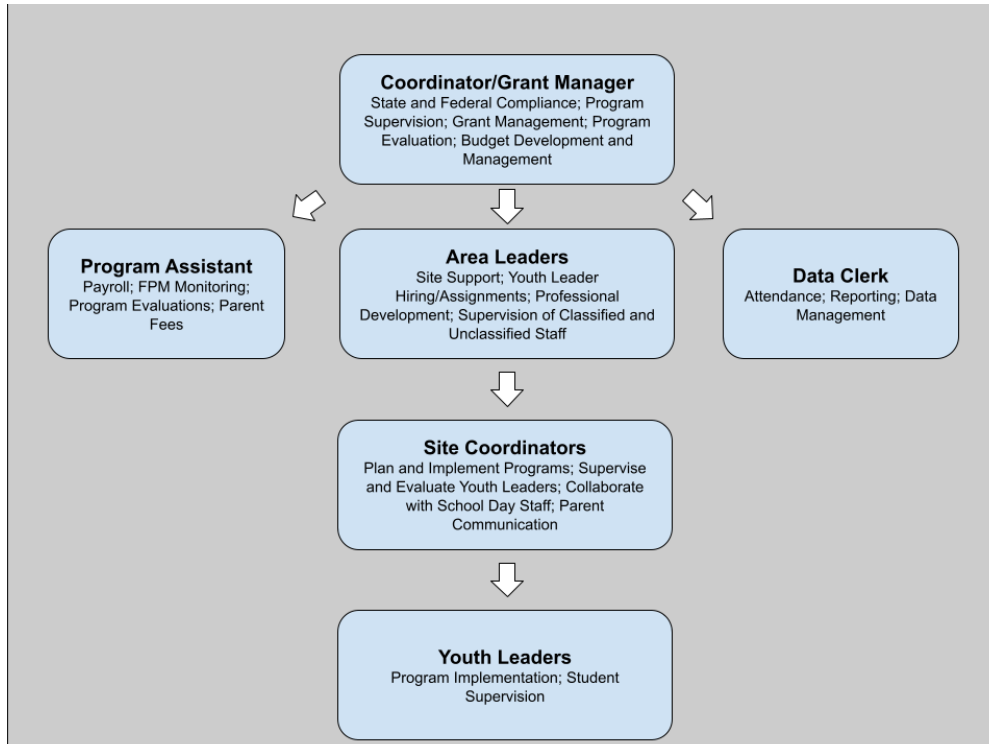 Coordinator/Grant Manager
State and Federal Compliance; Program
Supervision; Grant Management; Program
Evaluation; Budget Development and
Management
Program Assistant
Payroll; FPM Monitoring;
Program Evaluations; Parent
Fees
Area Leaders
Site Support; Youth Leader
Hiring/Assignments; Professional
Development; Supervision of Classified and
Unclassified Staff
Data Clerk
Attendance; Reporting; Data
Management
Site Coordinators
Plan and Implement Programs; Supervise
and Evaluate Youth Leaders; Collaborate
with School Day Staff; Parent
Communication
Youth Leaders
Program Implementation; Student
Supervision